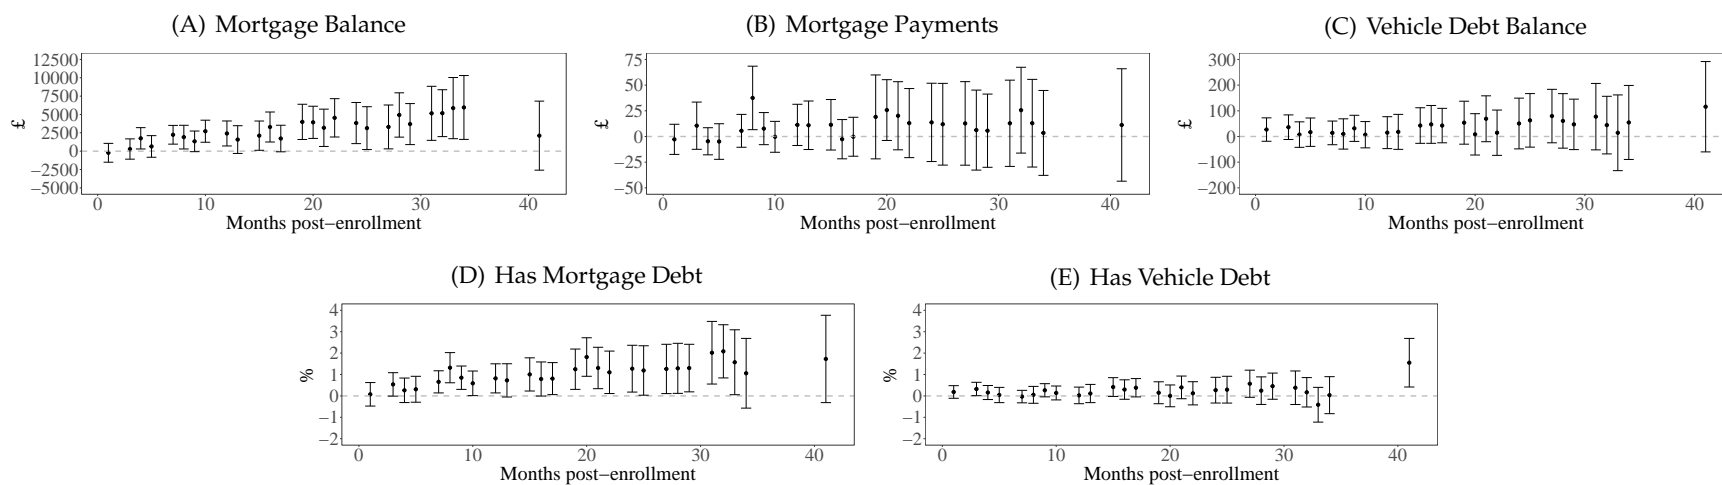 (A) Mortgage Balance
12500
10000
7500
5000
2500
0
−2500
−5000
£
0 10 20 30 40
Months post−enrollment
(B) Mortgage Payments
75
50
25
0
−25
−50
£
0 10 20 30 40
Months post−enrollment
(C) Vehicle Debt Balance
300
200
100
0
−100
−200
£
0 10 20 30 40
Months post−enrollment
(D) Has Mortgage Debt
4
3
2
1
0
−1
−2
%
0 10 20 30 40
Months post−enrollment
(E) Has Vehicle Debt
4
3
2
1
0
−1
−2
%
0 10 20 30 40
Months post−enrollment